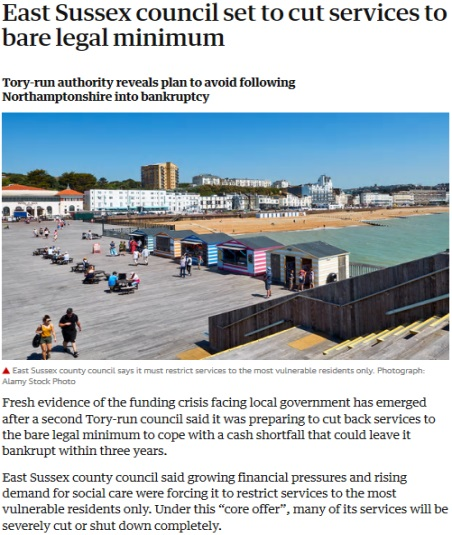 East Sussex council set to cut services to
bare legal minimum
Tory-run authority reveals plan to avoid following
Northamptonshire into bankruptcy
▲ East Sussex county council says it must restrict services to the most vulnerable residents only. Photograph:
Alamy Stock Photo
Fresh evidence of the funding crisis facing local government has emerged
after a second Tory-run council said it was preparing to cut back services to
the bare legal minimum to cope with a cash shortfall that could leave it
bankrupt within three years.
East Sussex county council said growing financial pressures and rising
demand for social care were forcing it to restrict services to the most
vulnerable residents only. Under this “core offer”, many of its services will be
severely cut or shut down completely.